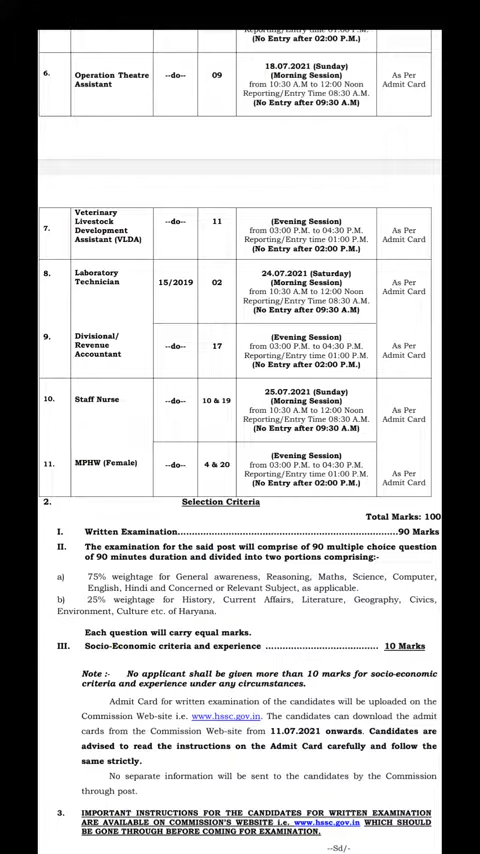 Reporting/Entry time 01:00 P.M.
(No Entry after 02:00 P.M.)
6. Operation Theatre Assistant --do-- 09 18.07.2021 (Sunday)
(Morning Session)
from 10:30 A.M to 12:00 Noon
Reporting/Entry Time 08:30 A.M.
(No Entry after 09:30 A.M) As Per Admit Card
7. Veterinary Livestock Development Assistant (VLDA) --do-- 11 (Evening Session)
from 03:00 P.M. to 04:30 P.M.
Reporting/Entry time 01:00 P.M.
(No Entry after 02:00 P.M.) As Per Admit Card
8. Laboratory Technician 15/2019 02 24.07.2021 (Saturday)
(Morning Session)
from 10:30 A.M to 12:00 Noon
Reporting/Entry Time 08:30 A.M.
(No Entry after 09:30 A.M) As Per Admit Card
9. Divisional/ Revenue Accountant --do-- 17 (Evening Session)
from 03:00 P.M. to 04:30 P.M.
Reporting/Entry time 01:00 P.M.
(No Entry after 02:00 P.M.) As Per Admit Card
10. Staff Nurse --do-- 10 & 19 25.07.2021 (Sunday)
(Morning Session)
from 10:30 A.M to 12:00 Noon
Reporting/Entry Time 08:30 A.M.
(No Entry after 09:30 A.M) As Per Admit Card
11. MPHW (Female) --do-- 4 & 20 (Evening Session)
from 03:00 P.M. to 04:30 P.M.
Reporting/Entry time 01:00 P.M.
(No Entry after 02:00 P.M.) As Per Admit Card
2. Selection Criteria
Total Marks: 100
I. Written Examination......................................................................90 Marks
II. The examination for the said post will comprise of 90 multiple choice question
of 90 minutes duration and divided into two portions comprising:-
a) 75% weightage for General awareness, Reasoning, Maths, Science, Computer,
English, Hindi and Concerned or Relevant Subject, as applicable.
b) 25% weightage for History, Current Affairs, Literature, Geography, Civics,
Environment, Culture etc. of Haryana.
Each question will carry equal marks.
III. Socio-Economic criteria and experience ...................................... 10 Marks
Note :- No applicant shall be given more than 10 marks for socio-economic
criteria and experience under any circumstances.
Admit Card for written examination of the candidates will be uploaded on the
Commission Web-site i.e. www.hssc.gov.in. The candidates can download the admit
cards from the Commission Web-site from 11.07.2021 onwards. Candidates are
advised to read the instructions on the Admit Card carefully and follow the
same strictly.
No separate information will be sent to the candidates by the Commission
through post.
3. IMPORTANT INSTRUCTIONS FOR THE CANDIDATES FOR WRITTEN EXAMINATION
ARE AVAILABLE ON COMMISSION'S WEBSITE i.e. www.hssc.gov.in WHICH SHOULD
BE GONE THROUGH BEFORE COMING FOR EXAMINATION.
--Sd/-